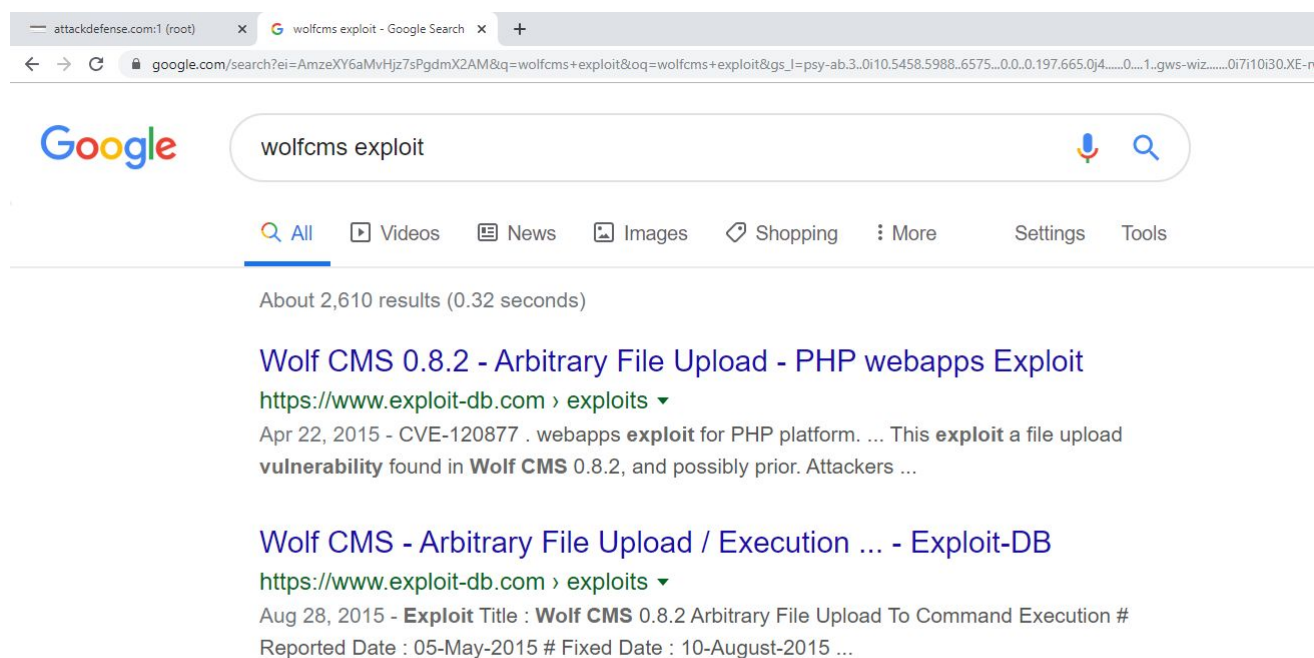 attackdefense.com:1 (root)
wolfcms exploit - Google Search
google.com/search?ei=AmzeXY6aMvHjz7sPgdmX2AM&q=wolfcms+exploit&oq=wolfcms+exploit&gs_l=psy-ab.3..0i10.5458.5988..6575...0.0..0.197.665.0j4......0....1..gws-wiz.......0i7i10i30.XE-r
Google
wolfcms exploit
All Videos News Images Shopping More Settings Tools
About 2,610 results (0.32 seconds)
Wolf CMS 0.8.2 - Arbitrary File Upload - PHP webapps Exploit
https://www.exploit-db.com › exploits
Apr 22, 2015 - CVE-120877 . webapps exploit for PHP platform. ... This exploit a file upload
vulnerability found in Wolf CMS 0.8.2, and possibly prior. Attackers ...
Wolf CMS - Arbitrary File Upload / Execution ... - Exploit-DB
https://www.exploit-db.com › exploits
Aug 28, 2015 - Exploit Title : Wolf CMS 0.8.2 Arbitrary File Upload To Command Execution #
Reported Date : 05-May-2015 # Fixed Date : 10-August-2015 ...